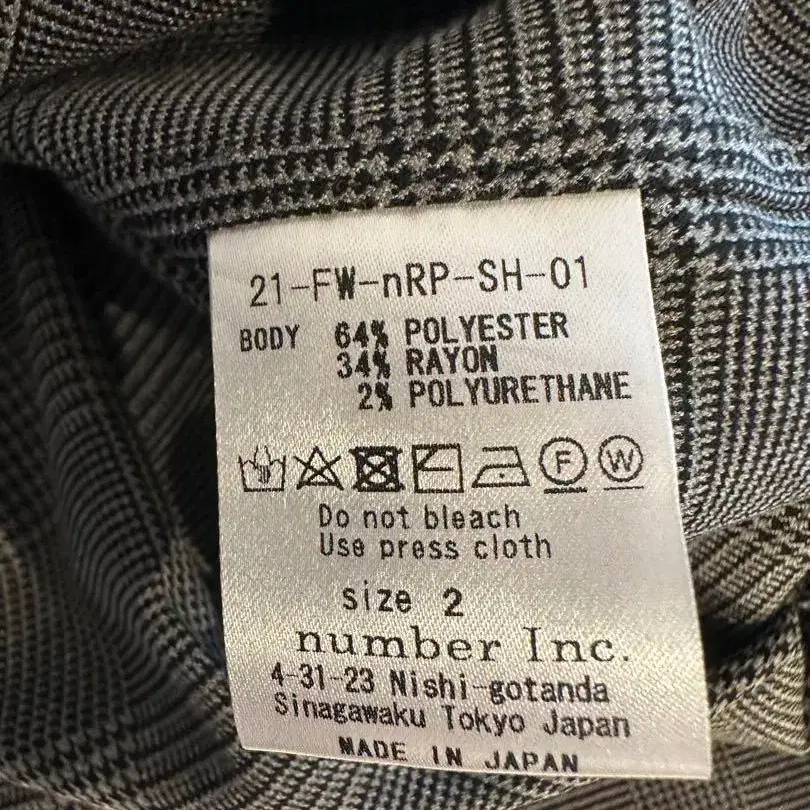 21-FW-nRP-SH-01
BODY 64% POLYESTER
34% RAYON
2% POLYURETHANE
F W
Do not bleach
Use press cloth
size 2
number Inc.
4-31-23 Nishi-gotanda
Sinagawaku Tokyo Japan
MADE IN JAPAN